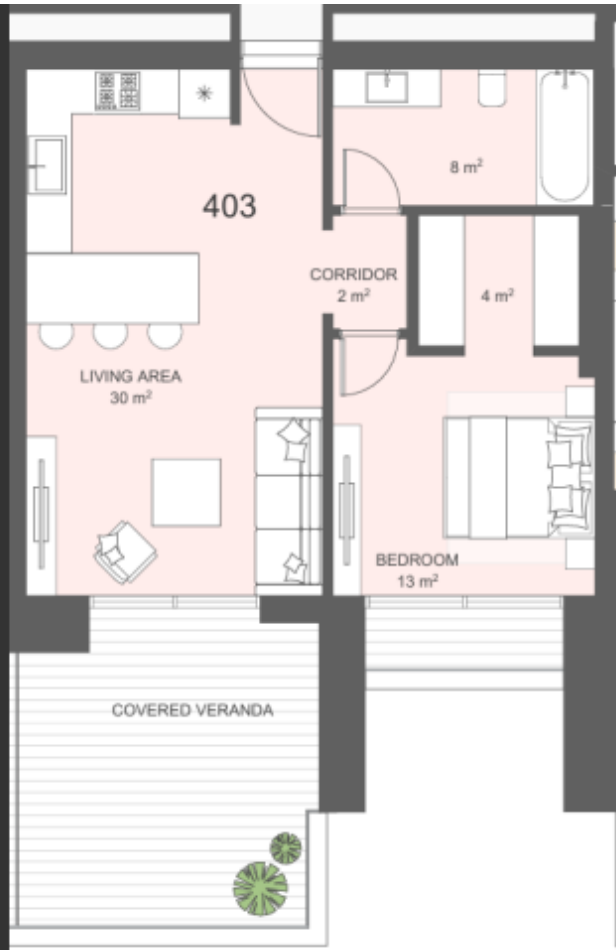 8 m²
403
CORRIDOR
2 m²
4 m²
LIVING AREA
30 m²
BEDROOM
13 m²
COVERED VERANDA